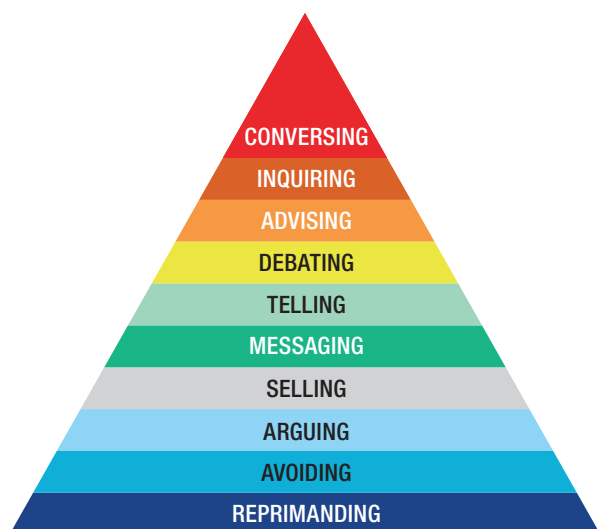 CONVERSING
INQUIRING
ADVISING
DEBATING
TELLING
MESSAGING
SELLING
ARGUING
AVOIDING
REPRIMANDING